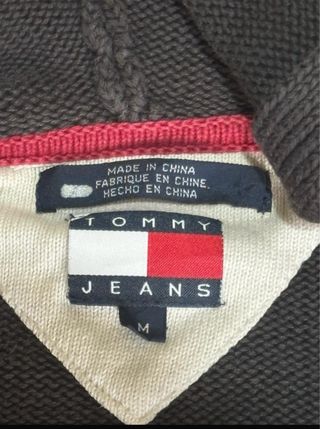 MADE IN CHINA
FABRIQUE EN CHINE.
HECHO EN CHINA
TOMMY
JEANS
M